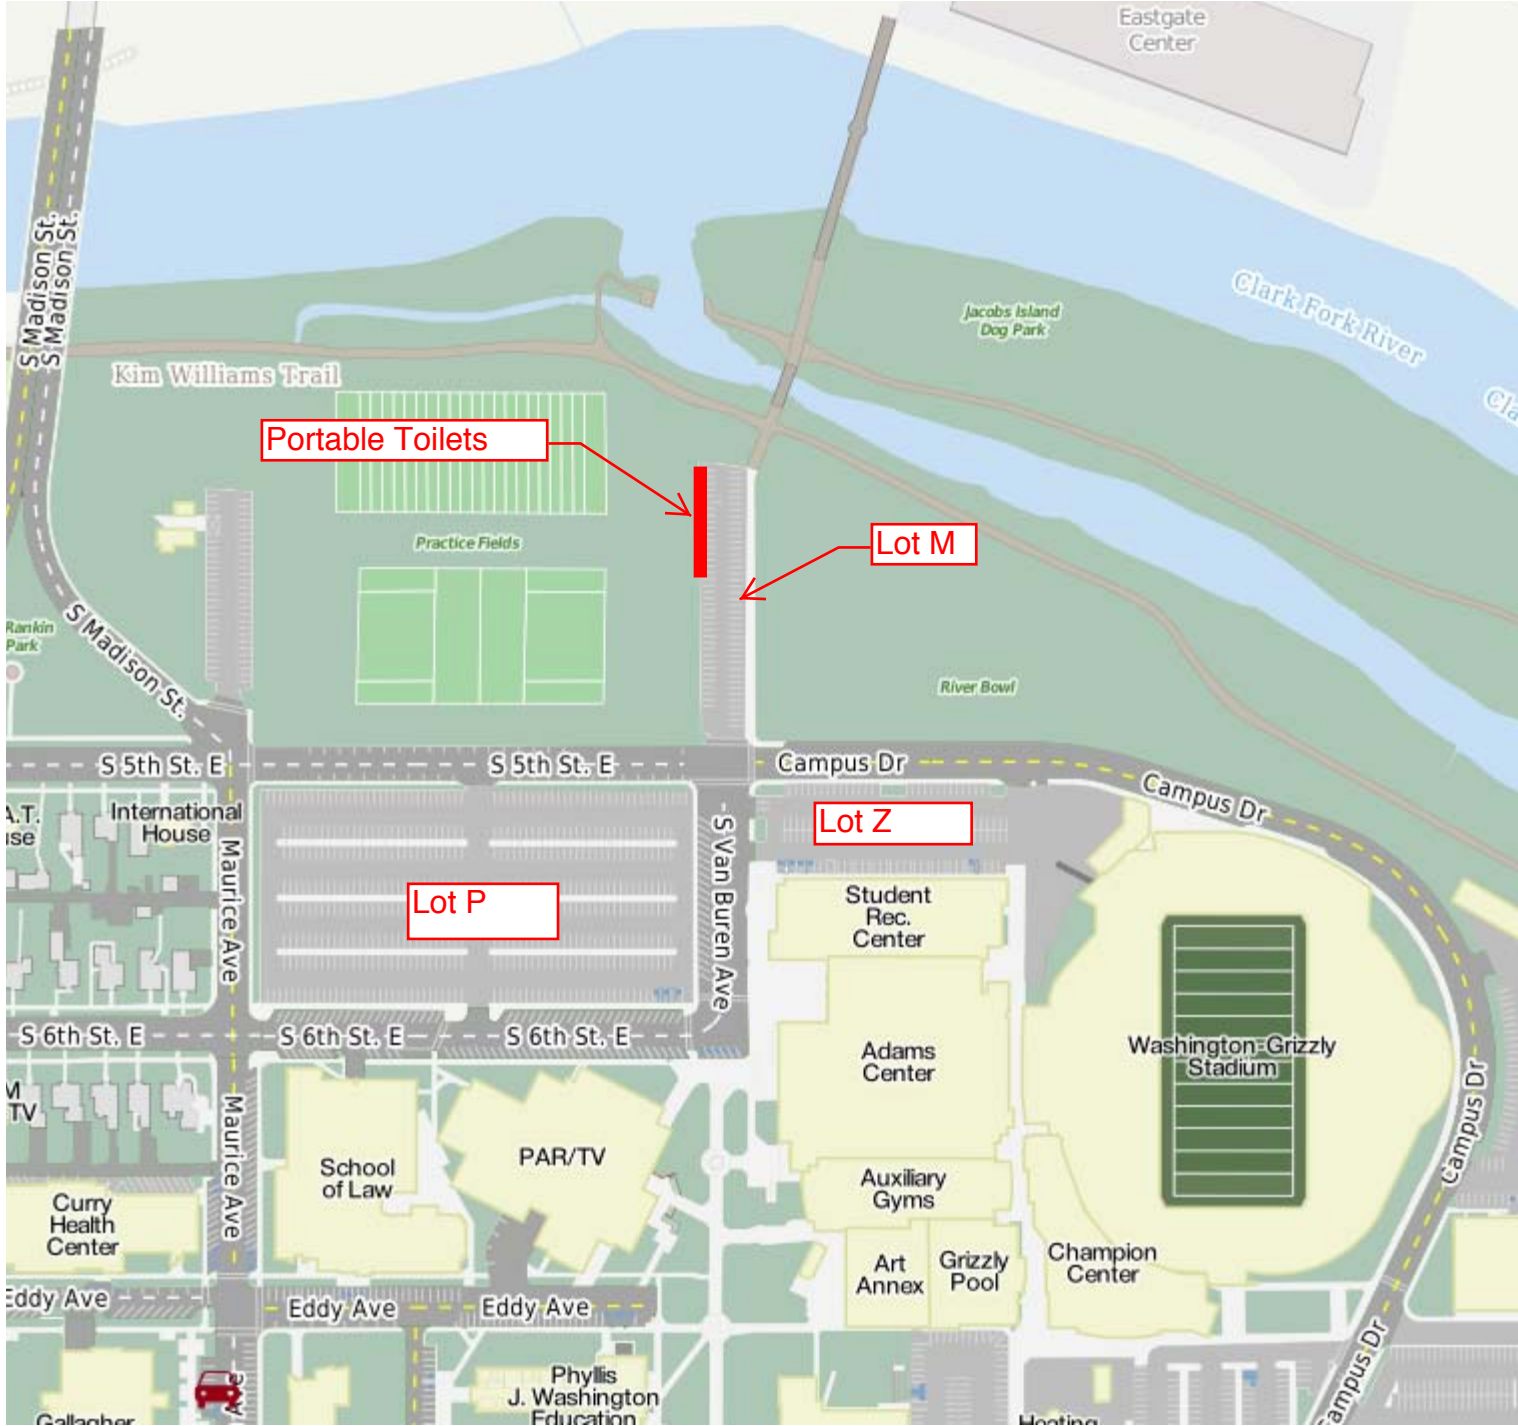 Eastgate
Center
S Madison St.
S Madison St.
Clark Fork River
Jacobs Island
Dog Park
Kim Williams Trail
Portable Toilets
Lot M
Practice Fields
Rankin
Park
S Madison St.
River Bowl
S 5th St. E
S 5th St. E
Campus Dr
Campus Dr
A.T.
International
House
Lot Z
Maurice Ave
S Van Buren Ave
Lot P
Student
Rec.
Center
S 6th St. E
S 6th St. E
S 6th St. E
Adams
Center
Washington-Grizzly
Stadium
Campus Dr
M
TV
Maurice Ave
School
of Law
PAR/TV
Auxiliary
Gyms
Curry
Health
Center
Art
Annex
Grizzly
Pool
Champion
Center
Eddy Ave
Eddy Ave
Eddy Ave
Campus Dr
Phyllis
J. Washington
Education
Gallagher
Heating